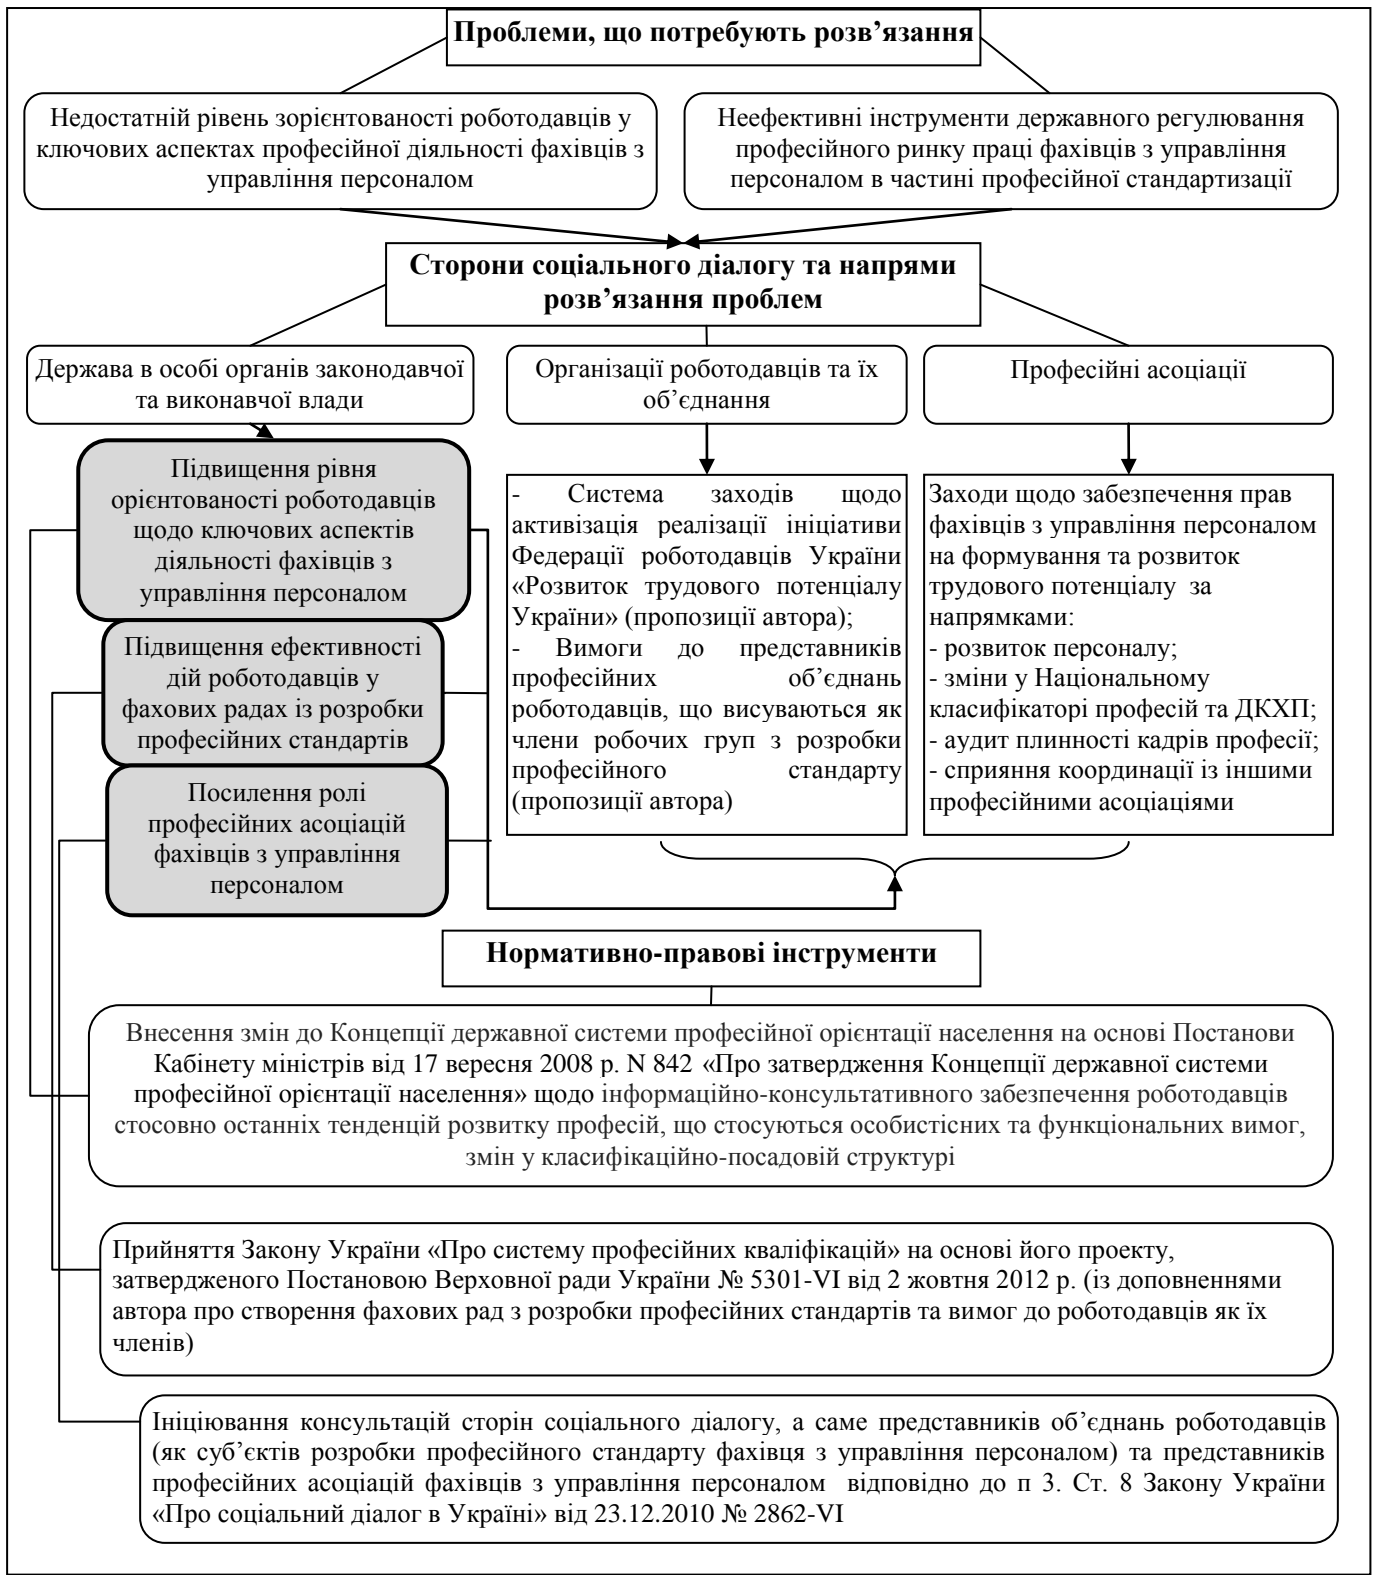 Проблеми, що потребують розв’язання
Недостатній рівень зорієнтованості роботодавців у
ключових аспектах професійної діяльності фахівців з
управління персоналом
Неефективні інструменти державного регулювання
професійного ринку праці фахівців з управління
персоналом в частині професійної стандартизації
Сторони соціального діалогу та напрями
розв’язання проблем
Держава в особі органів законодавчої
та виконавчої влади
Організації роботодавців та їх
об’єднання
Професійні асоціації
Підвищення рівня
орієнтованості роботодавців
щодо ключових аспектів
діяльності фахівців з
управління персоналом
Підвищення ефективності
дій роботодавців у
фахових радах із розробки
професійних стандартів
Посилення ролі
професійних асоціацій
фахівців з управління
персоналом
- Система заходів щодо
активізація реалізації ініціативи
Федерації роботодавців України
«Розвиток трудового потенціалу
України» (пропозиції автора);
- Вимоги до представників
професійних об’єднань
роботодавців, що висуваються як
члени робочих груп з розробки
професійного стандарту
(пропозиції автора)
Заходи щодо забезпечення прав
фахівців з управління персоналом
на формування та розвиток
трудового потенціалу за
напрямками:
- розвиток персоналу;
- зміни у Національному
класифікаторі професій та ДКХП;
- аудит плинності кадрів професії;
- сприяння координації із іншими
професійними асоціаціями
Нормативно-правові інструменти
Внесення змін до Концепції державної системи професійної орієнтації населення на основі Постанови
Кабінету міністрів від 17 вересня 2008 р. N 842 «Про затвердження Концепції державної системи
професійної орієнтації населення» щодо інформаційно-консультативного забезпечення роботодавців
стосовно останніх тенденцій розвитку професій, що стосуються особистісних та функціональних вимог,
змін у класифікаційно-посадовій структурі
Прийняття Закону України «Про систему професійних кваліфікацій» на основі його проекту,
затвердженого Постановою Верховної ради України № 5301-VI від 2 жовтня 2012 р. (із доповненнями
автора про створення фахових рад з розробки професійних стандартів та вимог до роботодавців як їх
членів)
Ініціювання консультацій сторін соціального діалогу, а саме представників об’єднань роботодавців
(як суб’єктів розробки професійного стандарту фахівця з управління персоналом) та представників
професійних асоціацій фахівців з управління персоналом відповідно до п 3. Ст. 8 Закону України
«Про соціальний діалог в Україні» від 23.12.2010 № 2862-VI